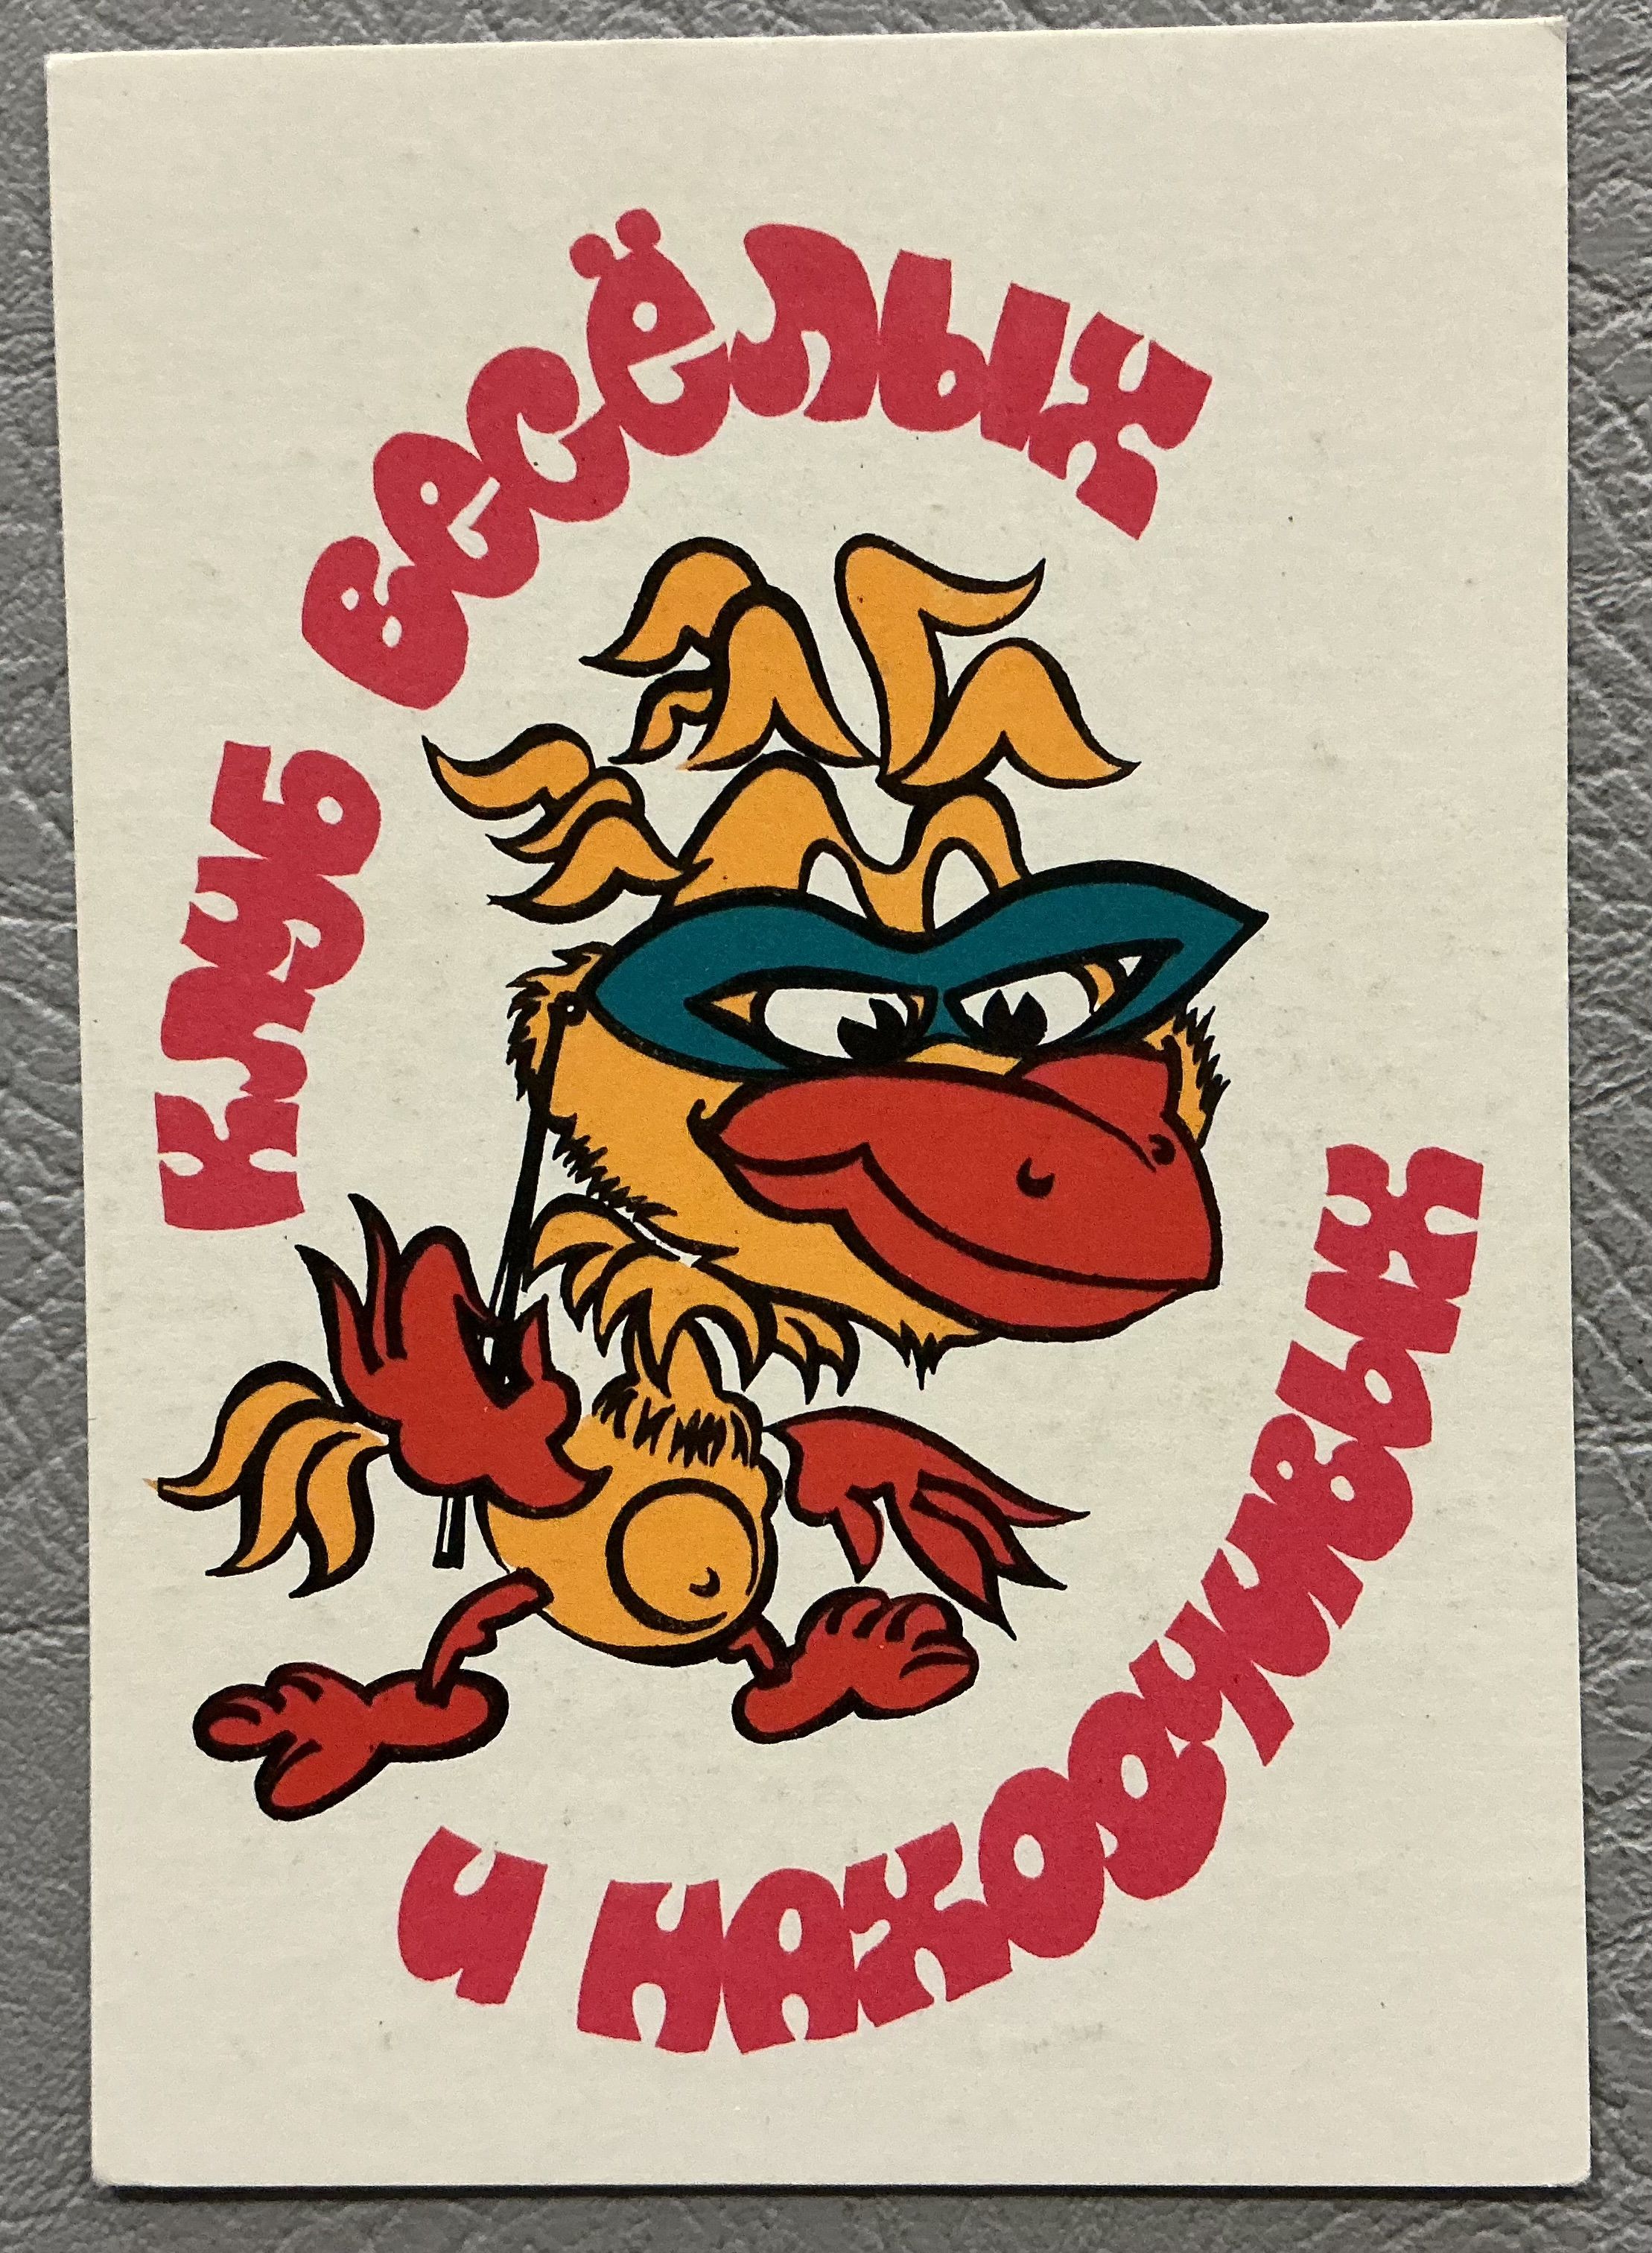 клуб весёлых
и находчивых